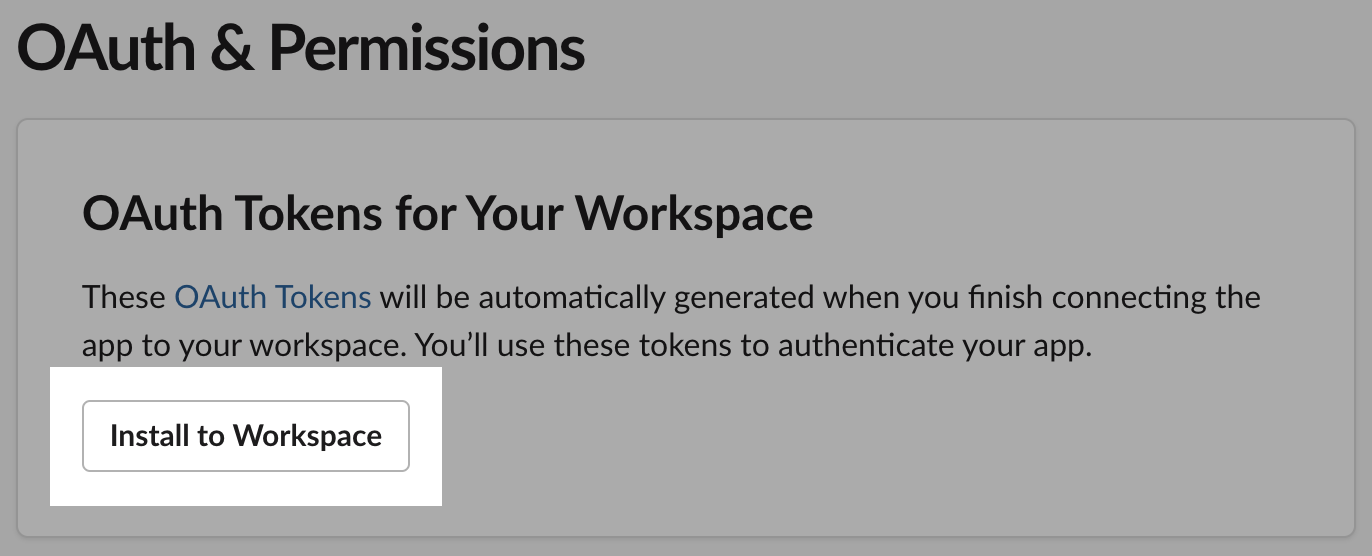 OAuth & Permissions
OAuth Tokens for Your Workspace
These OAuth Tokens will be automatically generated when you finish connecting the
app to your workspace. You’ll use these tokens to authenticate your app.
Install to Workspace